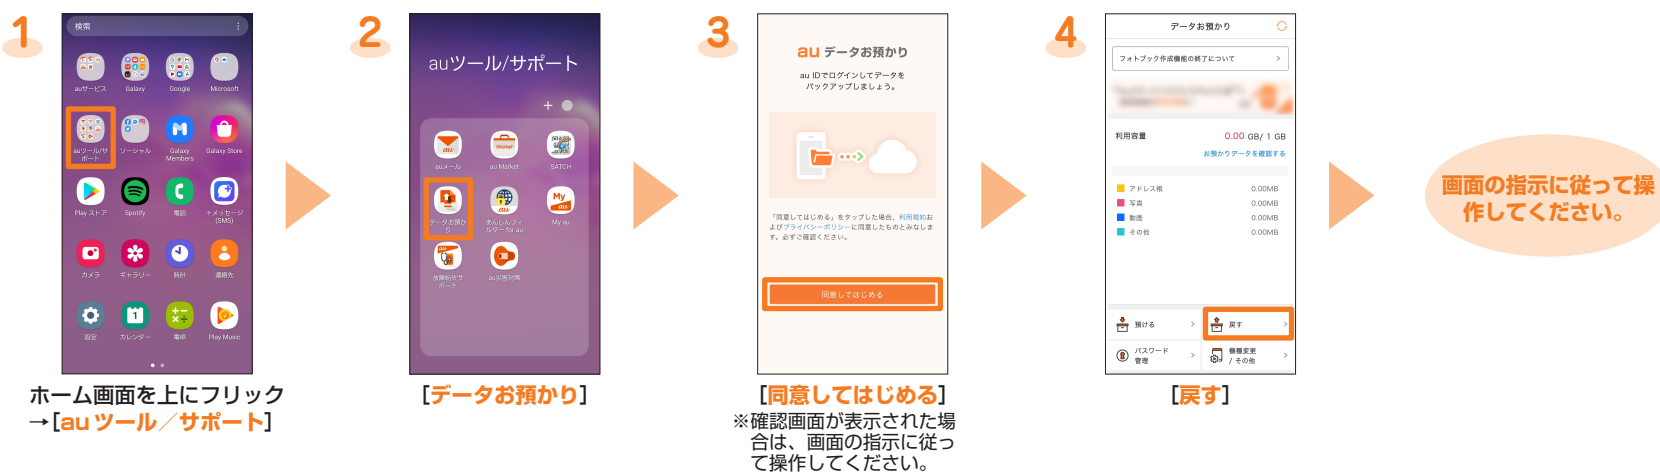 1
検索
auサービス
Galaxy
Google
Microsoft
auツール/サ
ポート
ソーシャル
Galaxy
Members
Galaxy Store
Play ストア
Spotify
電話
+メッセージ
(SMS)
カメラ
ギャラリー
時計
連絡先
設定
カレンダー
電卓
Play Music
ホーム画面を上にフリック
→[au ツール／サポート]
2
auツール/サポート
auメール
au Market
SATCH
データお預か
り
あんしんフィ
ルター for au
My au
故障紛失サ
ポート
au災害対策
[データお預かり]
3
au データお預かり
au IDでログインしてデータを
バックアップしましょう。
「同意してはじめる」をタップした場合、利用規約お
よびプライバシーポリシーに同意したものとみなしま
す。必ずご確認ください。
同意してはじめる
[同意してはじめる]
※確認画面が表示された場
合は、画面の指示に従っ
て操作してください。
4
データお預かり
フォトブック作成機能の終了について
利用容量 0.00 GB/ 1 GB
お預かりデータを確認する
アドレス帳 0.00MB
写真 0.00MB
動画 0.00MB
その他 0.00MB
預ける
戻す
パスワード
管理
機種変更
/ その他
[戻す]
画面の指示に従って操
作してください。